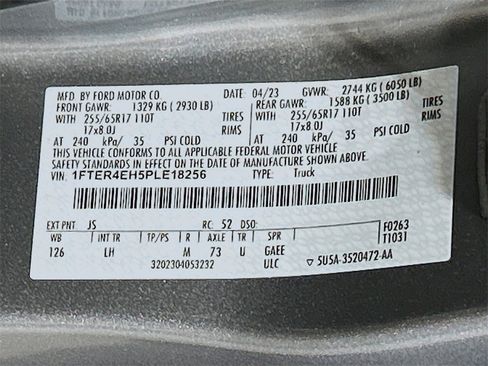 MFD. BY FORD MOTOR CO. DATE: 04/23 GVWR: 2744 KG ( 6050 LB)
FRONT GAWR: 1329 KG ( 2930 LB) REAR GAWR: 1588 KG ( 3500 LB)
WITH 255/65R17 110T TIRES WITH 255/65R17 110T TIRES
17x8.0J RIMS 17x8.0J RIMS
AT 240 kPa/ 35 PSI COLD AT 240 kPa/ 35 PSI COLD
THIS VEHICLE CONFORMS TO ALL APPLICABLE FEDERAL MOTOR VEHICLE
SAFETY STANDARDS IN EFFECT ON THE DATE OF MANUFACTURE SHOWN ABOVE.
VIN: 1FTER4EH5PLE18256 TYPE: Truck
EXT PNT: JS RC: 52 DSO: F0263
WB INT TR TP/PS R AXLE TR SPR T1031
126 LH M 73 U GAEE
3202304053232 ULC 5U5A-3520472-AA